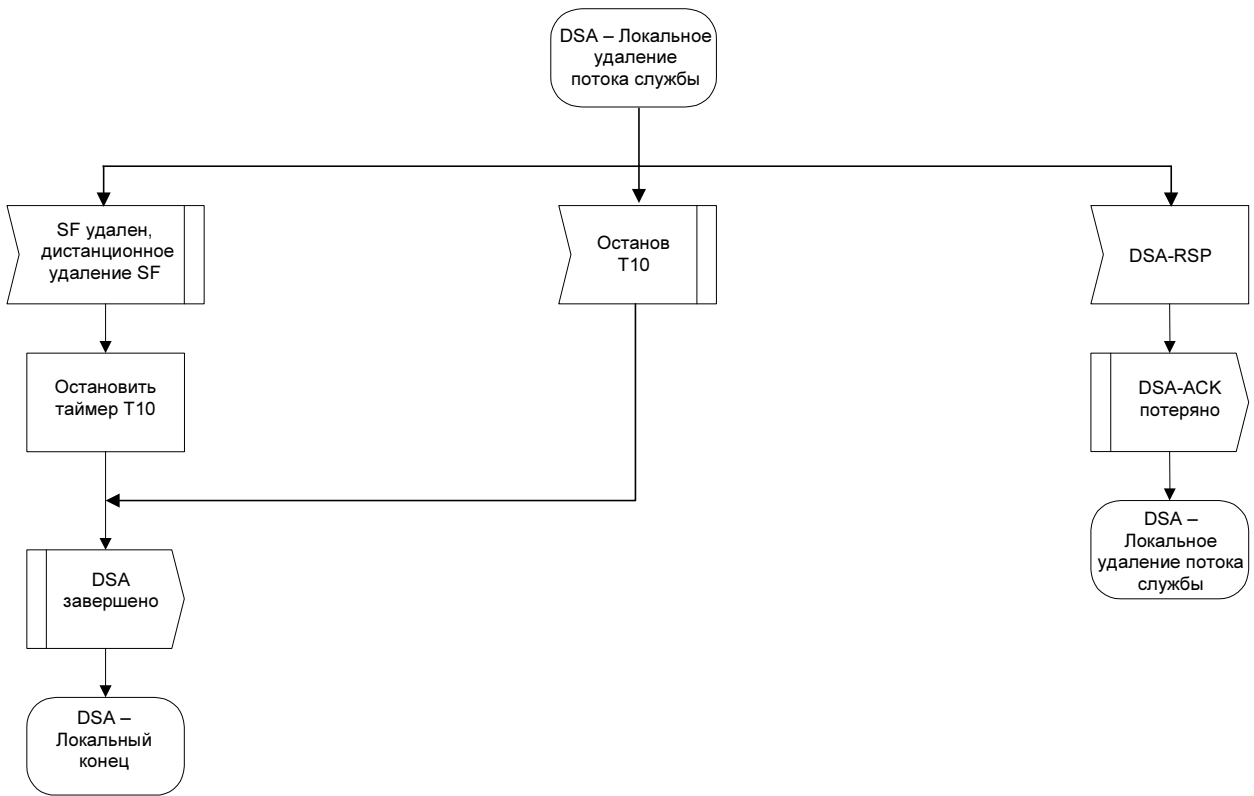 DSA – Локальное
удаление
потока службы
SF удален,
дистанционное
удаление SF
Останов
T10
DSA-RSP
Остановить
таймер T10
DSA-ACK
потеряно
DSA
завершено
DSA –
Локальное
удаление потока
службы
DSA –
Локальный
конец